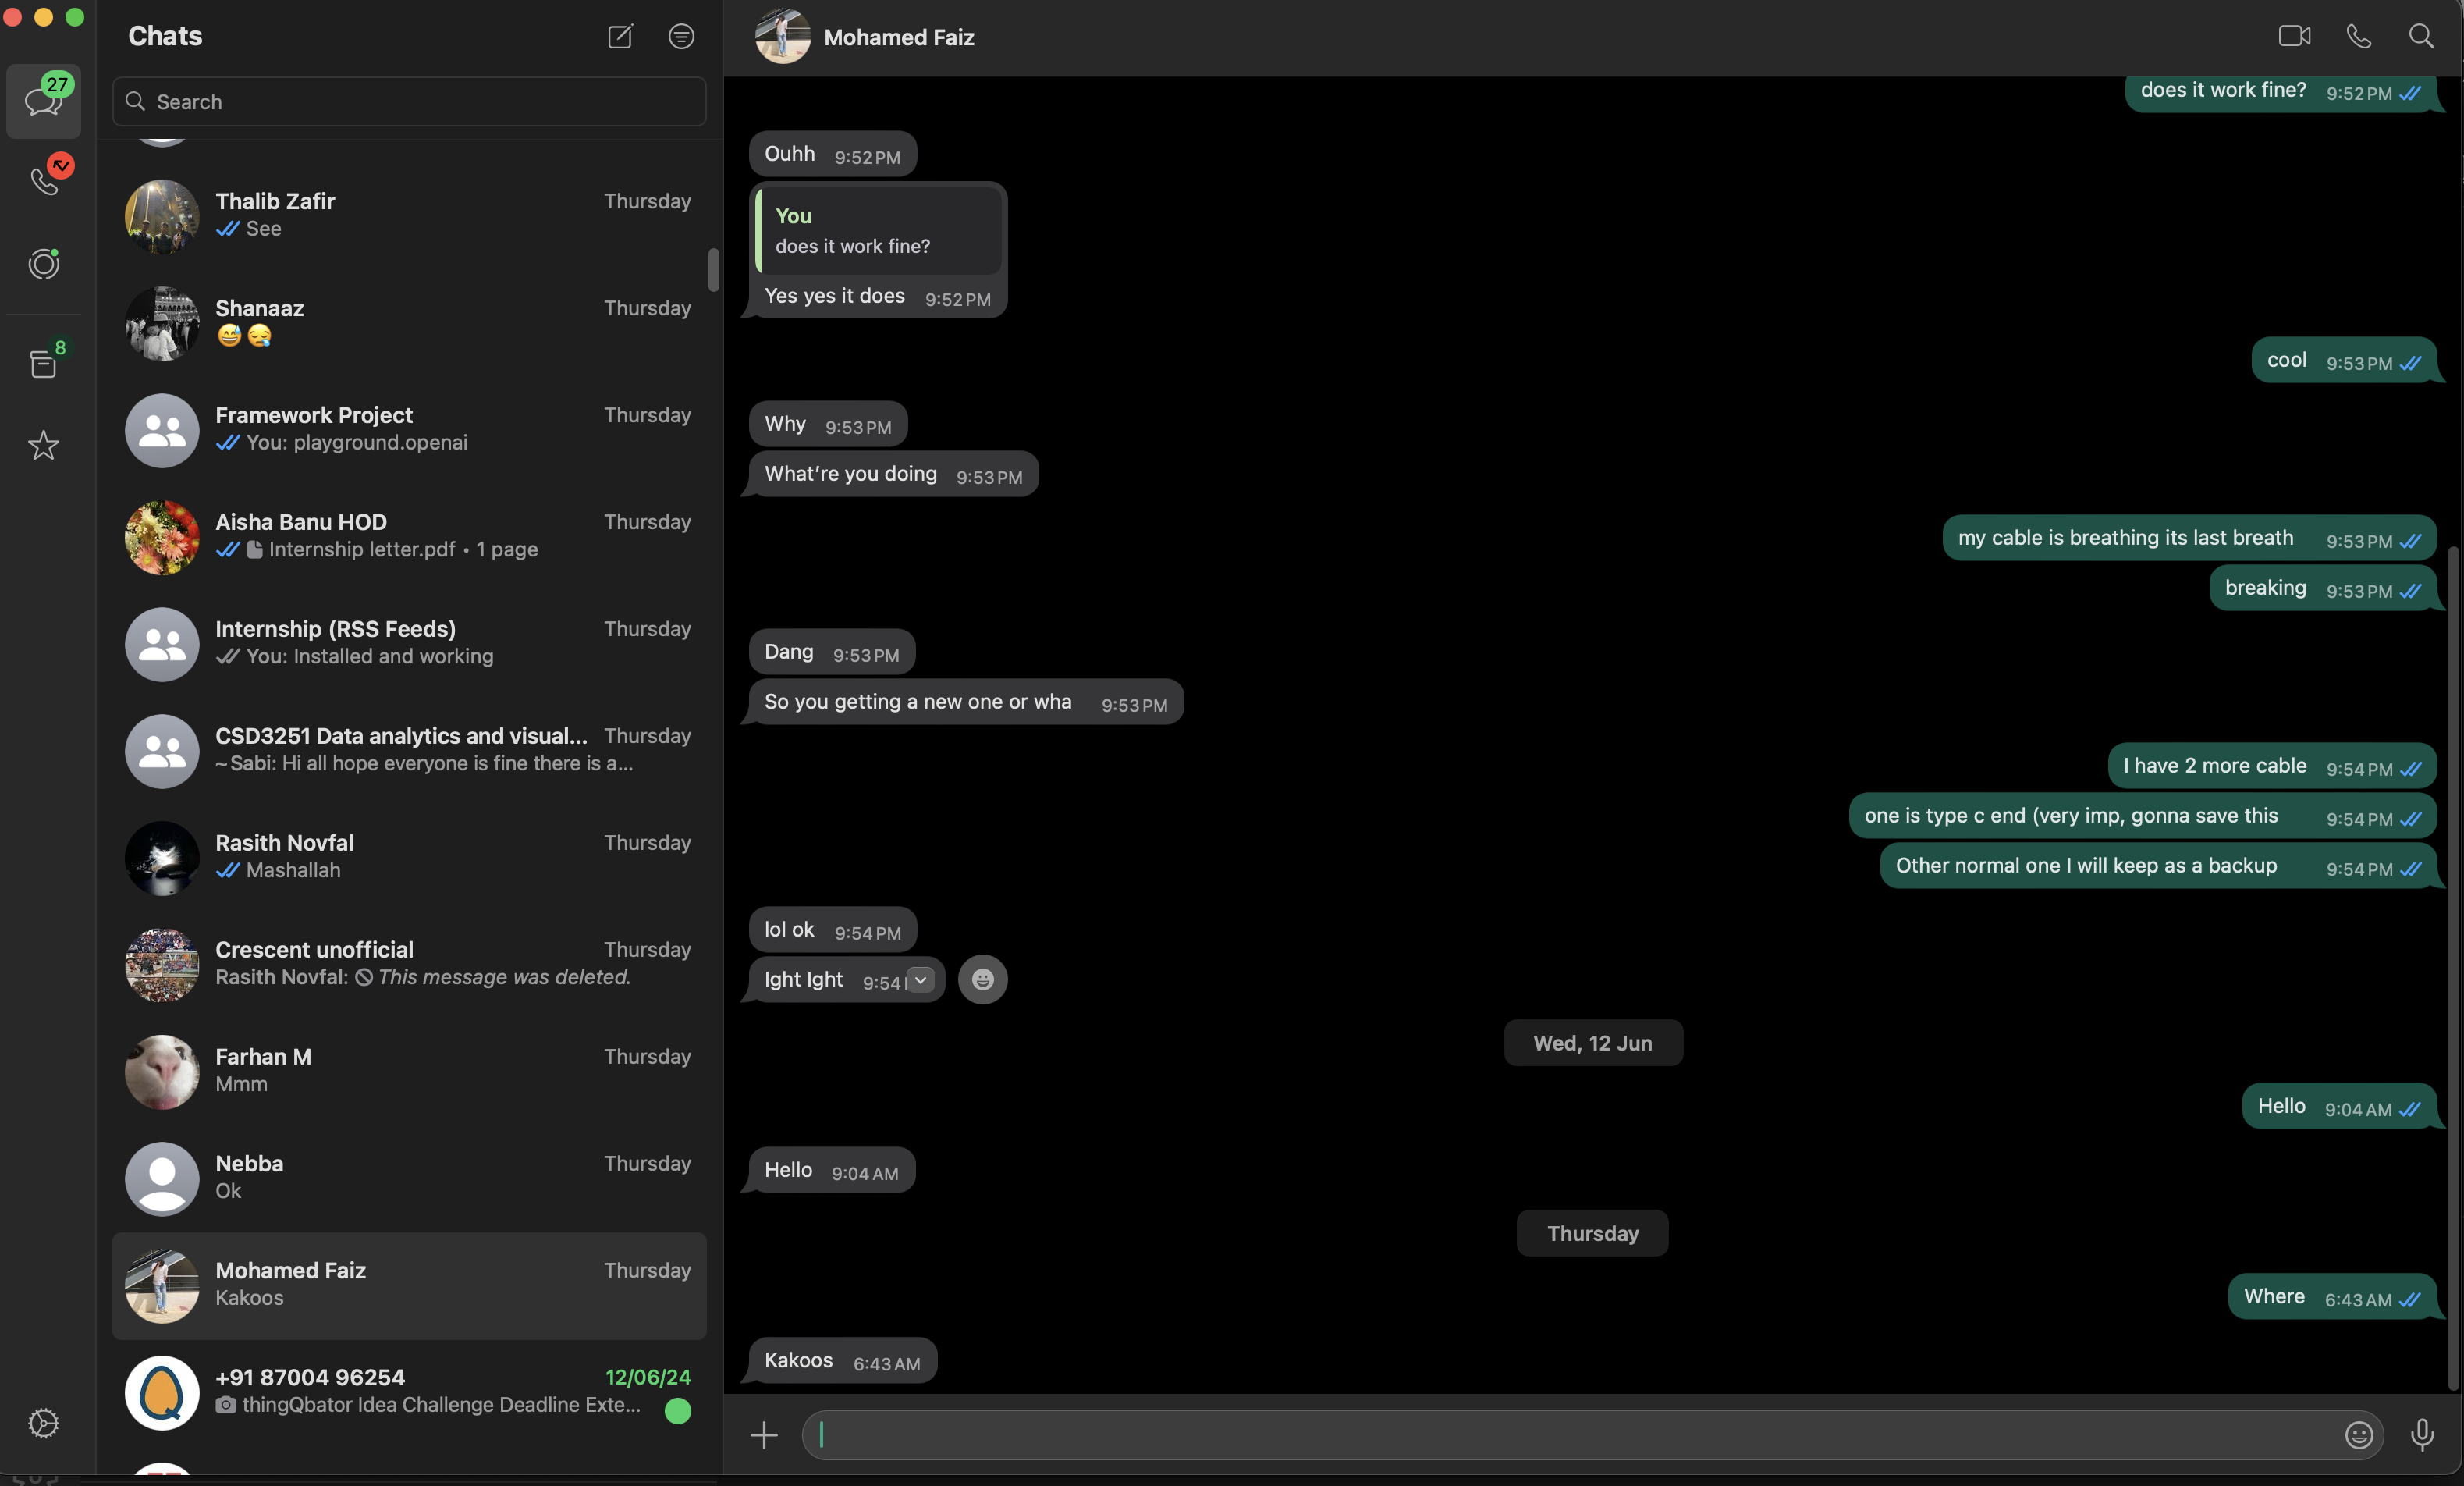 27
8
Chats
Search
Thalib Zafir Thursday
See
Shanaaz Thursday
Framework Project Thursday
You: playground.openai
Aisha Banu HOD Thursday
Internship letter.pdf • 1 page
Internship (RSS Feeds) Thursday
You: Installed and working
CSD3251 Data analytics and visual... Thursday
~ Sabi: Hi all hope everyone is fine there is a...
Rasith Novfal Thursday
Mashallah
Crescent unofficial Thursday
Rasith Novfal: This message was deleted.
Farhan M Thursday
Mmm
Nebba Thursday
Ok
Mohamed Faiz Thursday
Kakoos
+91 87004 96254 12/06/24
thingQbator Idea Challenge Deadline Exte...
Mohamed Faiz
does it work fine? 9:52 PM
Ouhh 9:52 PM
You
does it work fine?
Yes yes it does 9:52 PM
cool 9:53 PM
Why 9:53 PM
What're you doing 9:53 PM
my cable is breathing its last breath 9:53 PM
breaking 9:53 PM
Dang 9:53 PM
So you getting a new one or wha 9:53 PM
I have 2 more cable 9:54 PM
one is type c end (very imp, gonna save this 9:54 PM
Other normal one I will keep as a backup 9:54 PM
lol ok 9:54 PM
Ight Ight 9:54
Wed, 12 Jun
Hello 9:04 AM
Hello 9:04 AM
Thursday
Where 6:43 AM
Kakoos 6:43 AM